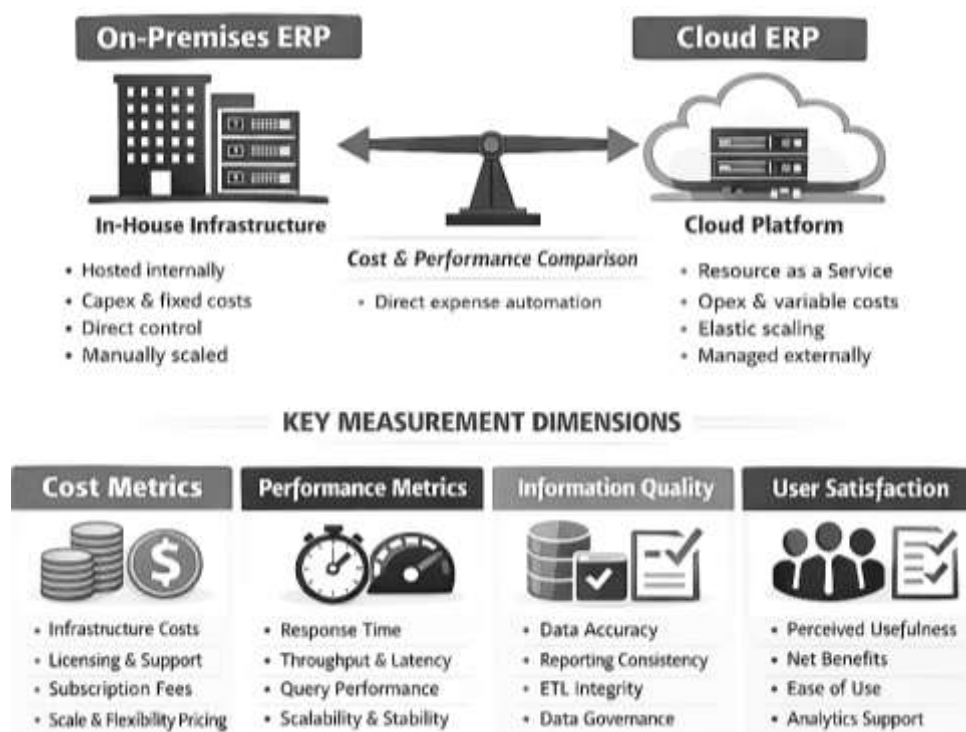 On-Premises ERP
Cloud ERP
In-House Infrastructure
• Hosted internally
• Capex & fixed costs
• Direct control
• Manually scaled
Cost & Performance Comparison
• Direct expense automation
Cloud Platform
• Resource as a Service
• Opex & variable costs
• Elastic scaling
• Managed externally
KEY MEASUREMENT DIMENSIONS
Cost Metrics
• Infrastructure Costs
• Licensing & Support
• Subscription Fees
• Scale & Flexibility Pricing
Performance Metrics
• Response Time
• Throughput & Latency
• Query Performance
• Scalability & Stability
Information Quality
• Data Accuracy
• Reporting Consistency
• ETL Integrity
• Data Governance
User Satisfaction
• Perceived Usefulness
• Net Benefits
• Ease of Use
• Analytics Support